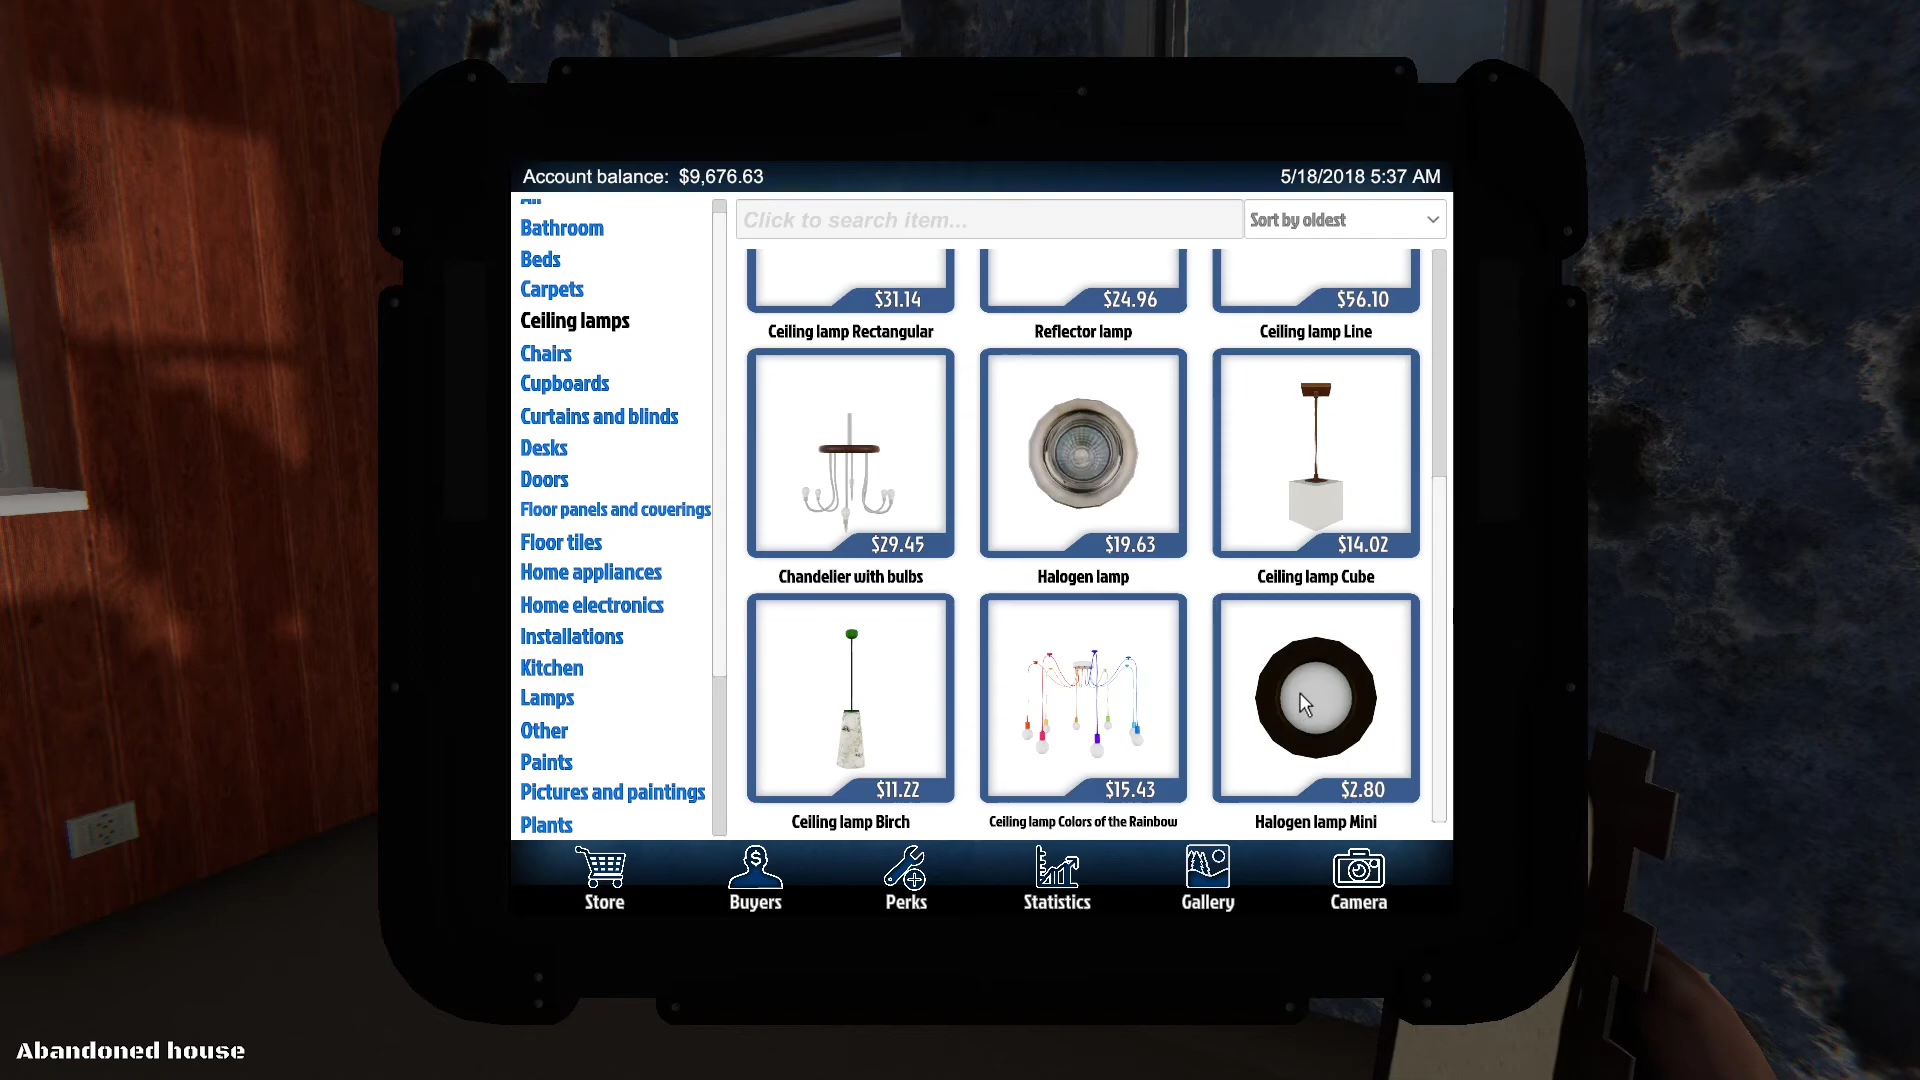 Account balance: $9,676.63
5/18/2018 5:37 AM
All
Bathroom
Beds
Carpets
Ceiling lamps
Chairs
Cupboards
Curtains and blinds
Desks
Doors
Floor panels and coverings
Floor tiles
Home appliances
Home electronics
Installations
Kitchen
Lamps
Other
Paints
Pictures and paintings
Plants
Click to search item...
Sort by oldest
$31.14
$24.96
$56.10
Ceiling lamp Rectangular
Reflector lamp
Ceiling lamp Line
$29.45
$19.63
$14.02
Chandelier with bulbs
Halogen lamp
Ceiling lamp Cube
$11.22
$15.43
$2.80
Ceiling lamp Birch
Ceiling lamp Colors of the Rainbow
Halogen lamp Mini
Store
Buyers
Perks
Statistics
Gallery
Camera
Abandoned house